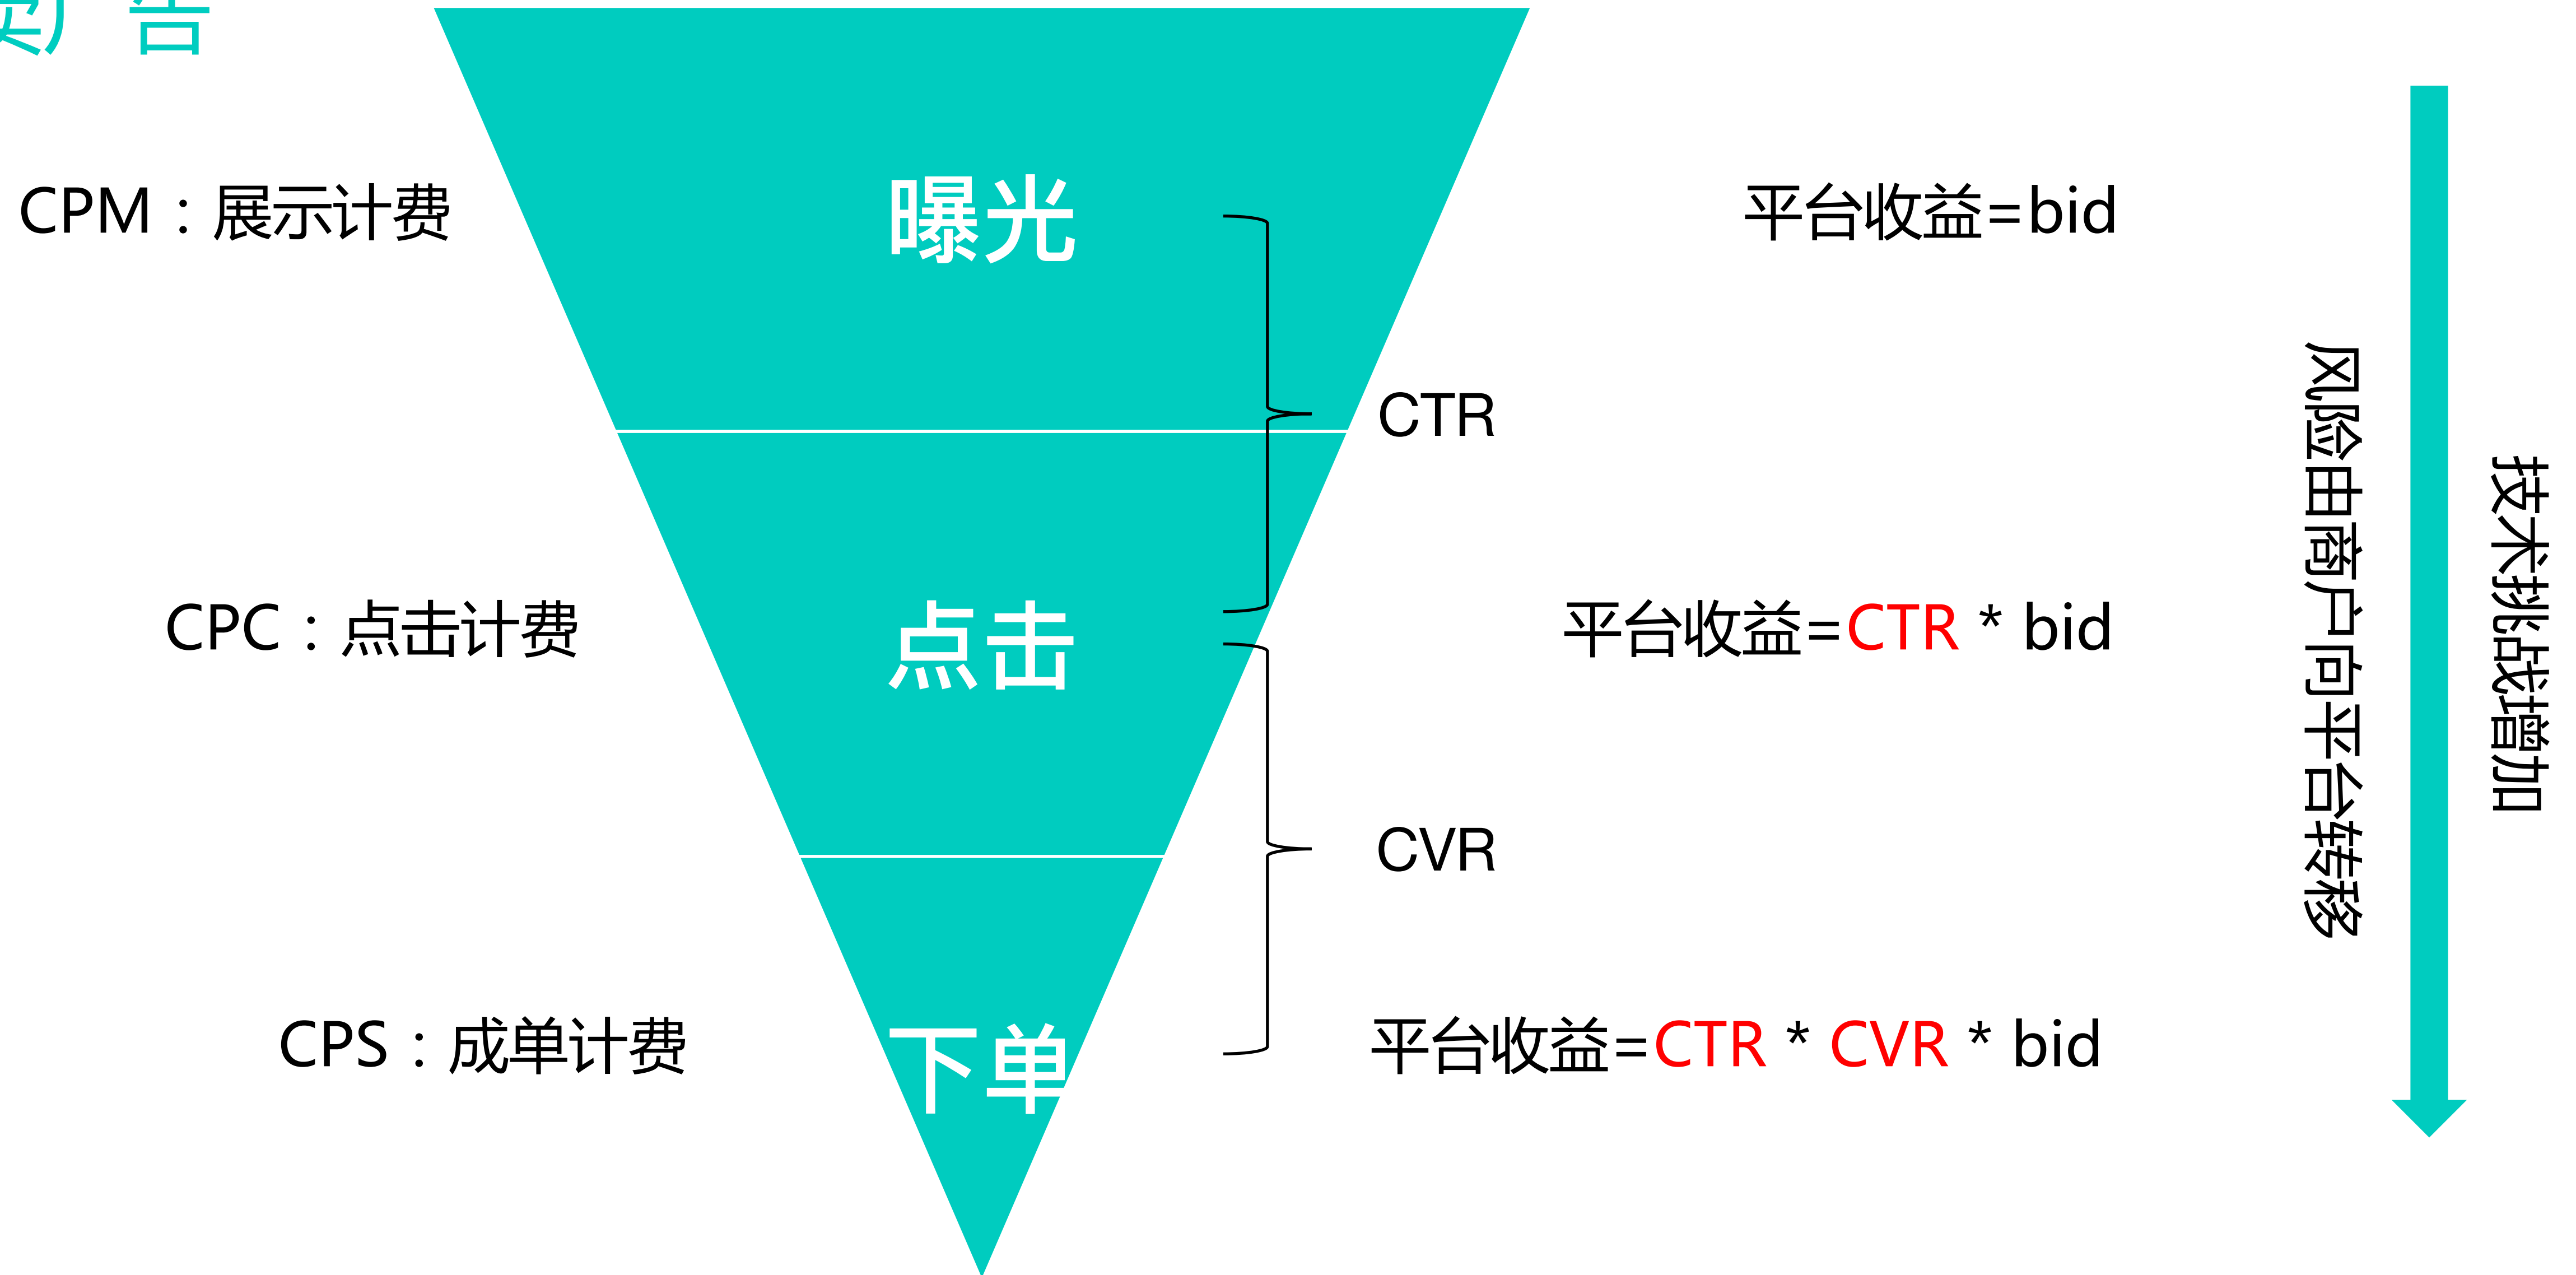 告
曝光
CPM：展示计费
平台收益=bid
CTR
点击
CPC：点击计费
平台收益=CTR * bid
CVR
下单
CPS：成单计费
平台收益=CTR * CVR * bid
风险由商户向平台转移
技术挑战增加